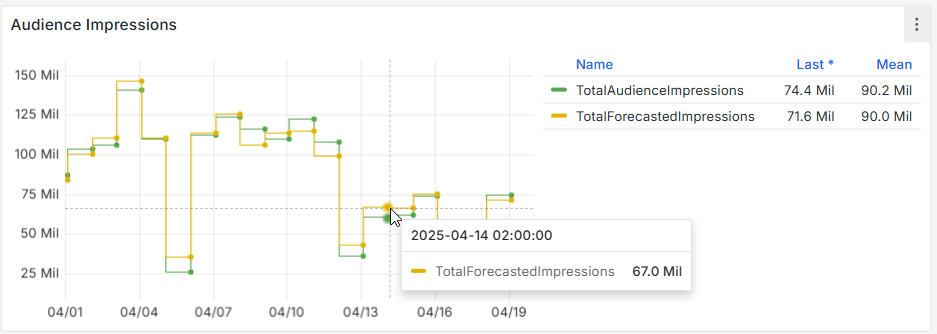 Audience Impressions
Name Last * Mean
TotalAudienceImpressions 74.4 Mil 90.2 Mil
TotalForecastedImpressions 71.6 Mil 90.0 Mil
150 Mil
125 Mil
100 Mil
75 Mil
50 Mil
25 Mil
2025-04-14 02:00:00
TotalForecastedImpressions 67.0 Mil
04/01 04/04 04/07 04/10 04/13 04/16 04/19